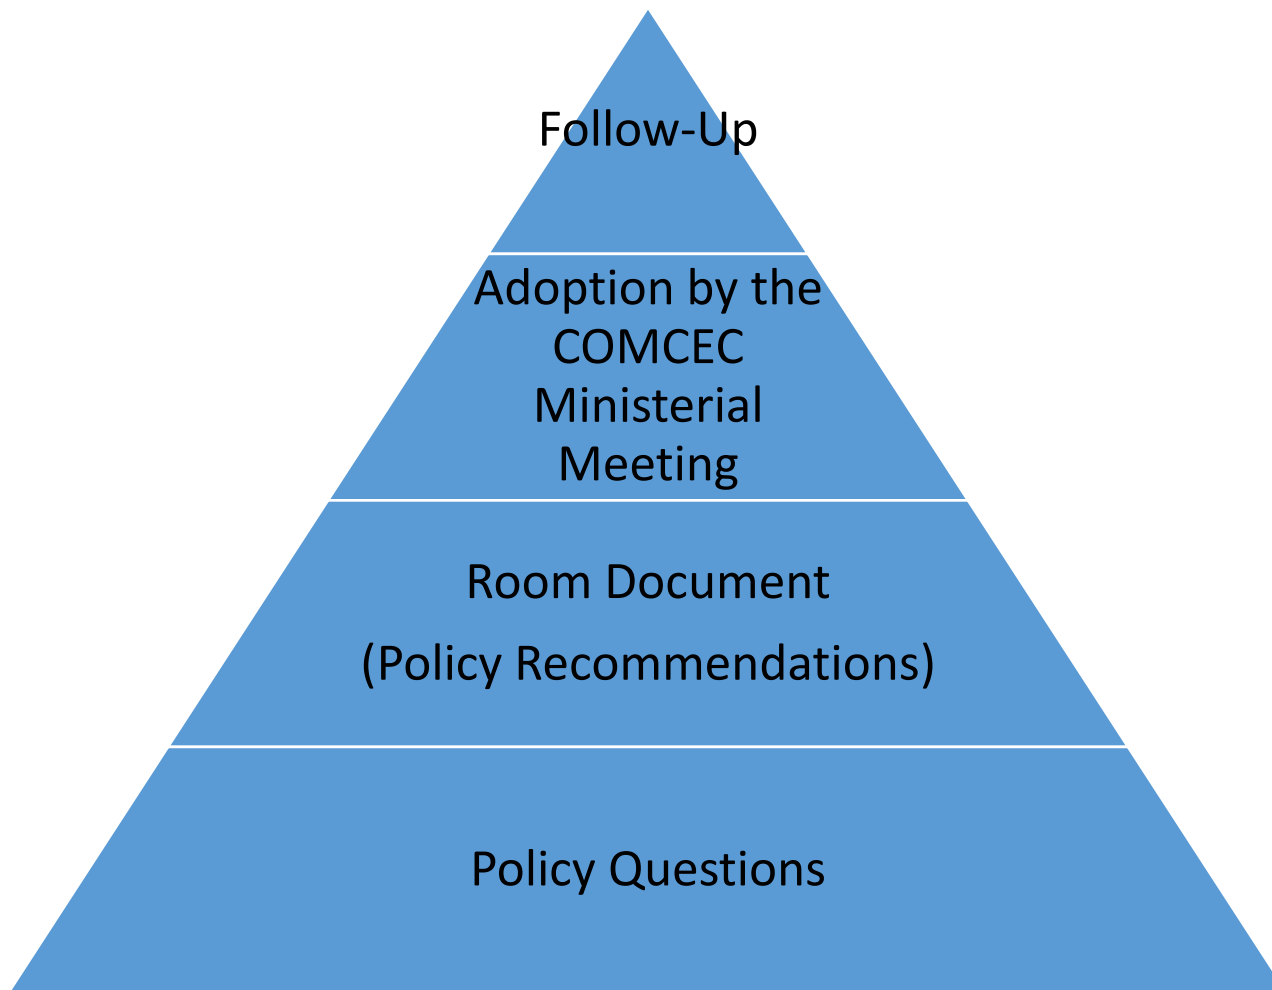 Follow-Up
Adoption by the
COMCEC
Ministerial
Meeting
Room Document
(Policy Recommendations)
Policy Questions